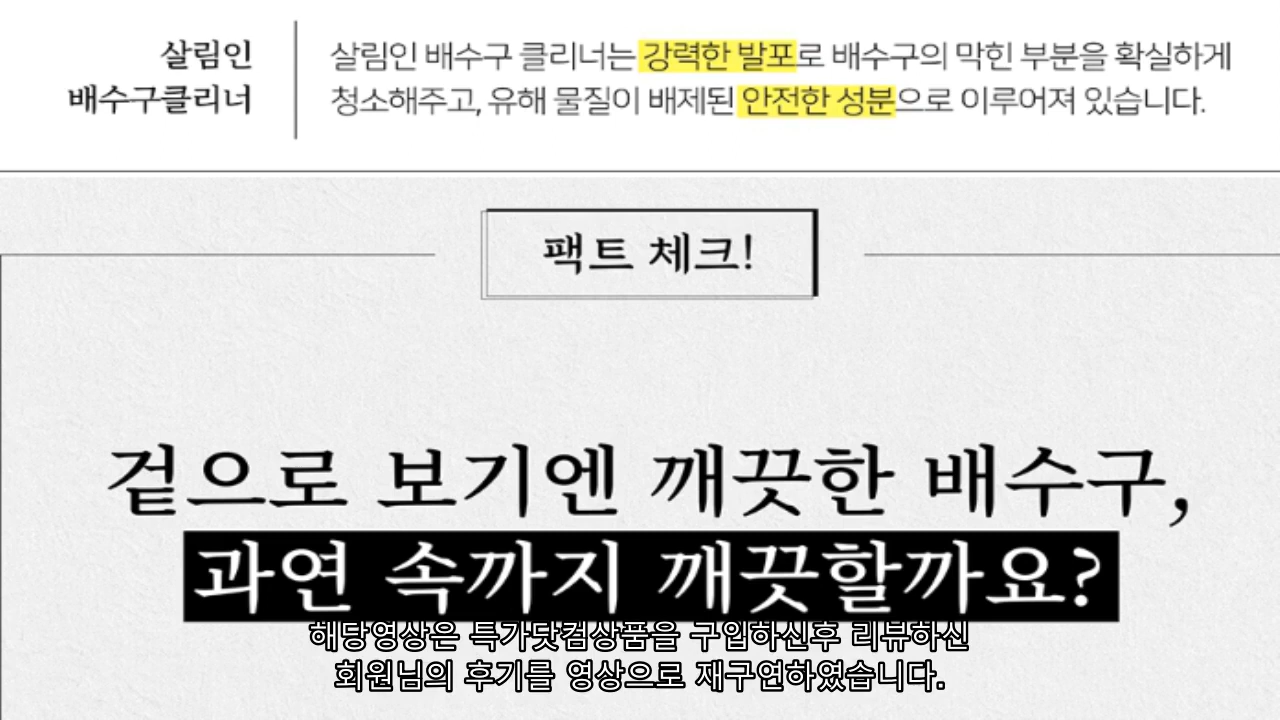 살림인
배수구클리너
살림인 배수구 클리너는 강력한 발포로 배수구의 막힌 부분을 확실하게
청소해주고, 유해 물질이 배제된 안전한 성분으로 이루어져 있습니다.
팩트 체크!
겉으로 보기엔 깨끗한 배수구,
과연 속까지 깨끗할까요?
해당영상은 특가닷컴상품을 구입하신후 리뷰하신
회원님의 후기를 영상으로 재구연하였습니다.